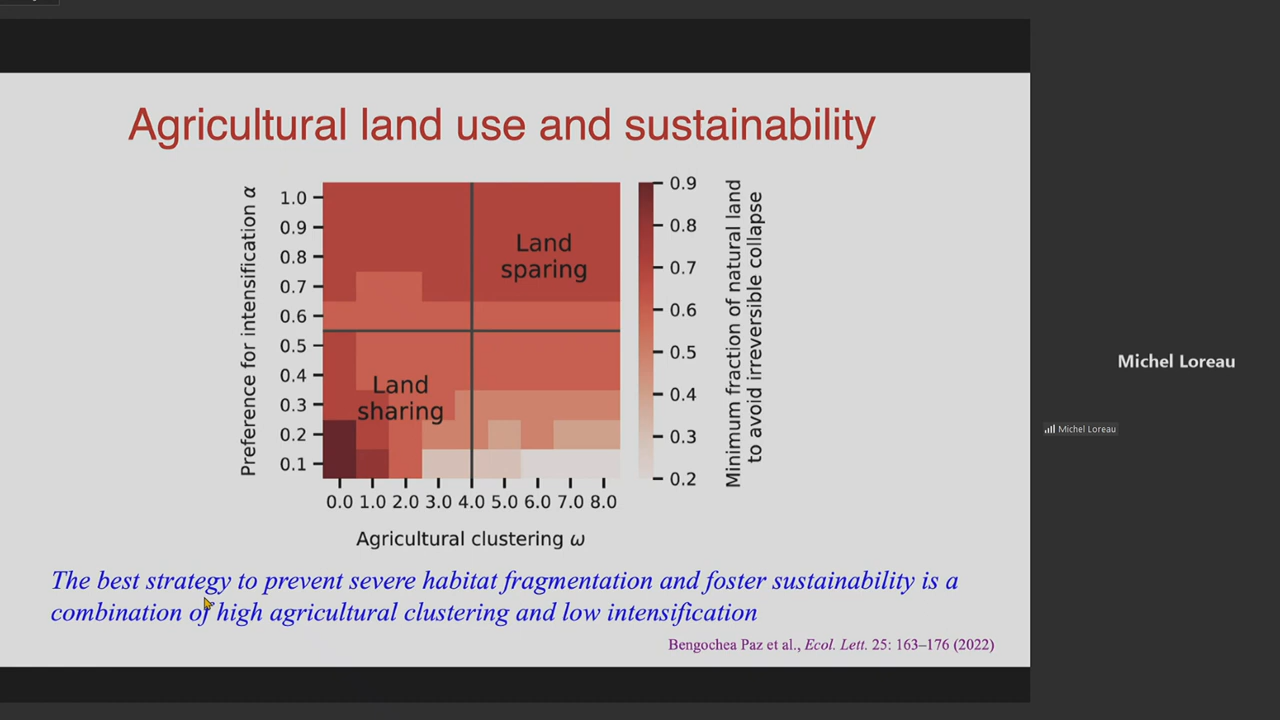 Agricultural land use and sustainability
Preference for intensification α
1.0
0.9
0.8
0.7
0.6
0.5
0.4
0.3
0.2
0.1
Land
sparing
Land
sharing
0.0 1.0 2.0 3.0 4.0 5.0 6.0 7.0 8.0
Agricultural clustering ω
0.9
0.8
0.7
0.6
0.5
0.4
0.3
0.2
Minimum fraction of natural land
to avoid irreversible collapse
The best strategy to prevent severe habitat fragmentation and foster sustainability is a
combination of high agricultural clustering and low intensification
Bengochea Paz et al., Ecol. Lett. 25: 163–176 (2022)
Michel Loreau
Michel Loreau